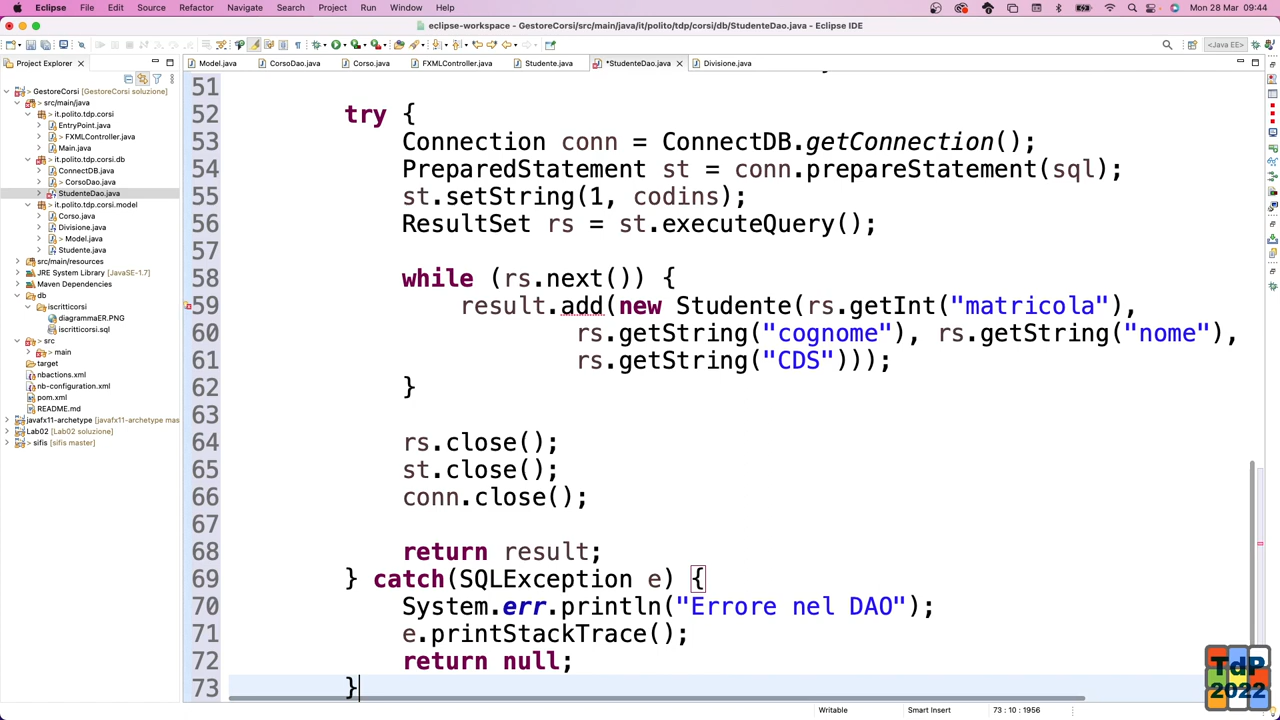 Eclipse File Edit Source Refactor Navigate Search Project Run Window Help Mon 28 Mar 09:44
eclipse-workspace - GestoreCorsi/src/main/java/it/polito/tdp/corsi/db/StudenteDao.java - Eclipse IDE
<Java EE>
Project Explorer
Model.java CorsoDao.java Corso.java FXMLController.java Studente.java *StudenteDao.java Divisione.java
GestoreCorsi [GestoreCorsi soluzione]
> src/main/java
> it.polito.tdp.corsi
EntryPoint.java
> FXMLController.java
Main.java
> it.polito.tdp.corsi.db
ConnectDB.java
> CorsoDao.java
StudenteDao.java
> it.polito.tdp.corsi.model
Corso.java
Divisione.java
> Model.java
Studente.java
src/main/resources
JRE System Library [JavaSE-1.7]
Maven Dependencies
db
iscritticorsi
diagrammaER.PNG
iscritticorsi.sql
> src
> main
target
nbactions.xml
nb-configuration.xml
pom.xml
README.md
javafx11-archetype [javafx11-archetype mas
Lab02 [Lab02 soluzione]
> sifis [sifis master]
51
52 try {
53 Connection conn = ConnectDB.getConnection();
54 PreparedStatement st = conn.prepareStatement(sql);
55 st.setString(1, codins);
56 ResultSet rs = st.executeQuery();
57
58 while (rs.next()) {
59 result.add(new Studente(rs.getInt("matricola"),
60 rs.getString("cognome"), rs.getString("nome"),
61 rs.getString("CDS")));
62 }
63
64 rs.close();
65 st.close();
66 conn.close();
67
68 return result;
69 } catch(SQLException e) {
70 System.err.println("Errore nel DAO");
71 e.printStackTrace();
72 return null;
73 }
Writable Smart Insert 73 : 10 : 1956
TdP
2022